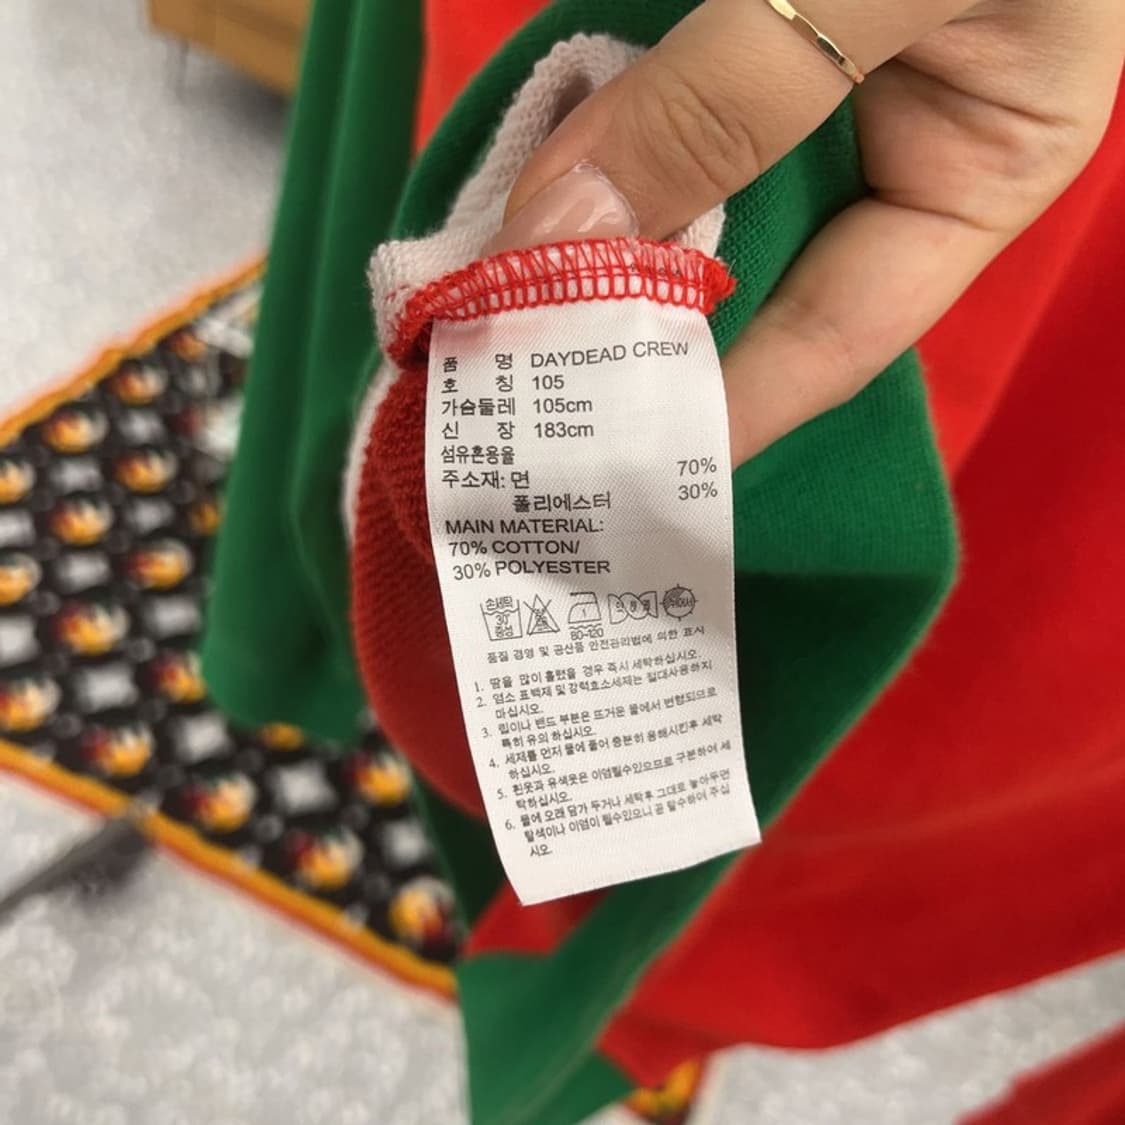 품 명 DAYDEAD CREW
호 칭 105
가슴둘레 105cm
신 장 183cm
섬유혼용율
주소재: 면 70%
폴리에스터 30%
MAIN MATERIAL:
70% COTTON/
30% POLYESTER
손세탁
30°
중성
1
80~120
품질 경영 및 공산품 안전관리법에 의한 표시
1. 땀을 많이 흘렸을 경우 즉시 세탁하십시오.
2. 염소 표백제 및 강력효소세제는 절대사용하지
마십시오.
3. 립이나 밴드 부분은 뜨거운 물에서 변형되므로
특히 유의 하십시오.
4. 세제를 먼저 물에 풀어 충분히 용해시킨후 세탁
하십시오.
5. 흰옷과 유색옷은 이염될수있으므로 구분하여 세
탁하십시오.
6. 물에 오래 담가 두거나 세탁후 그대로 놓아두면
탈색이나 이염이 될수있으니 곧 탈수하여 주십
시오.